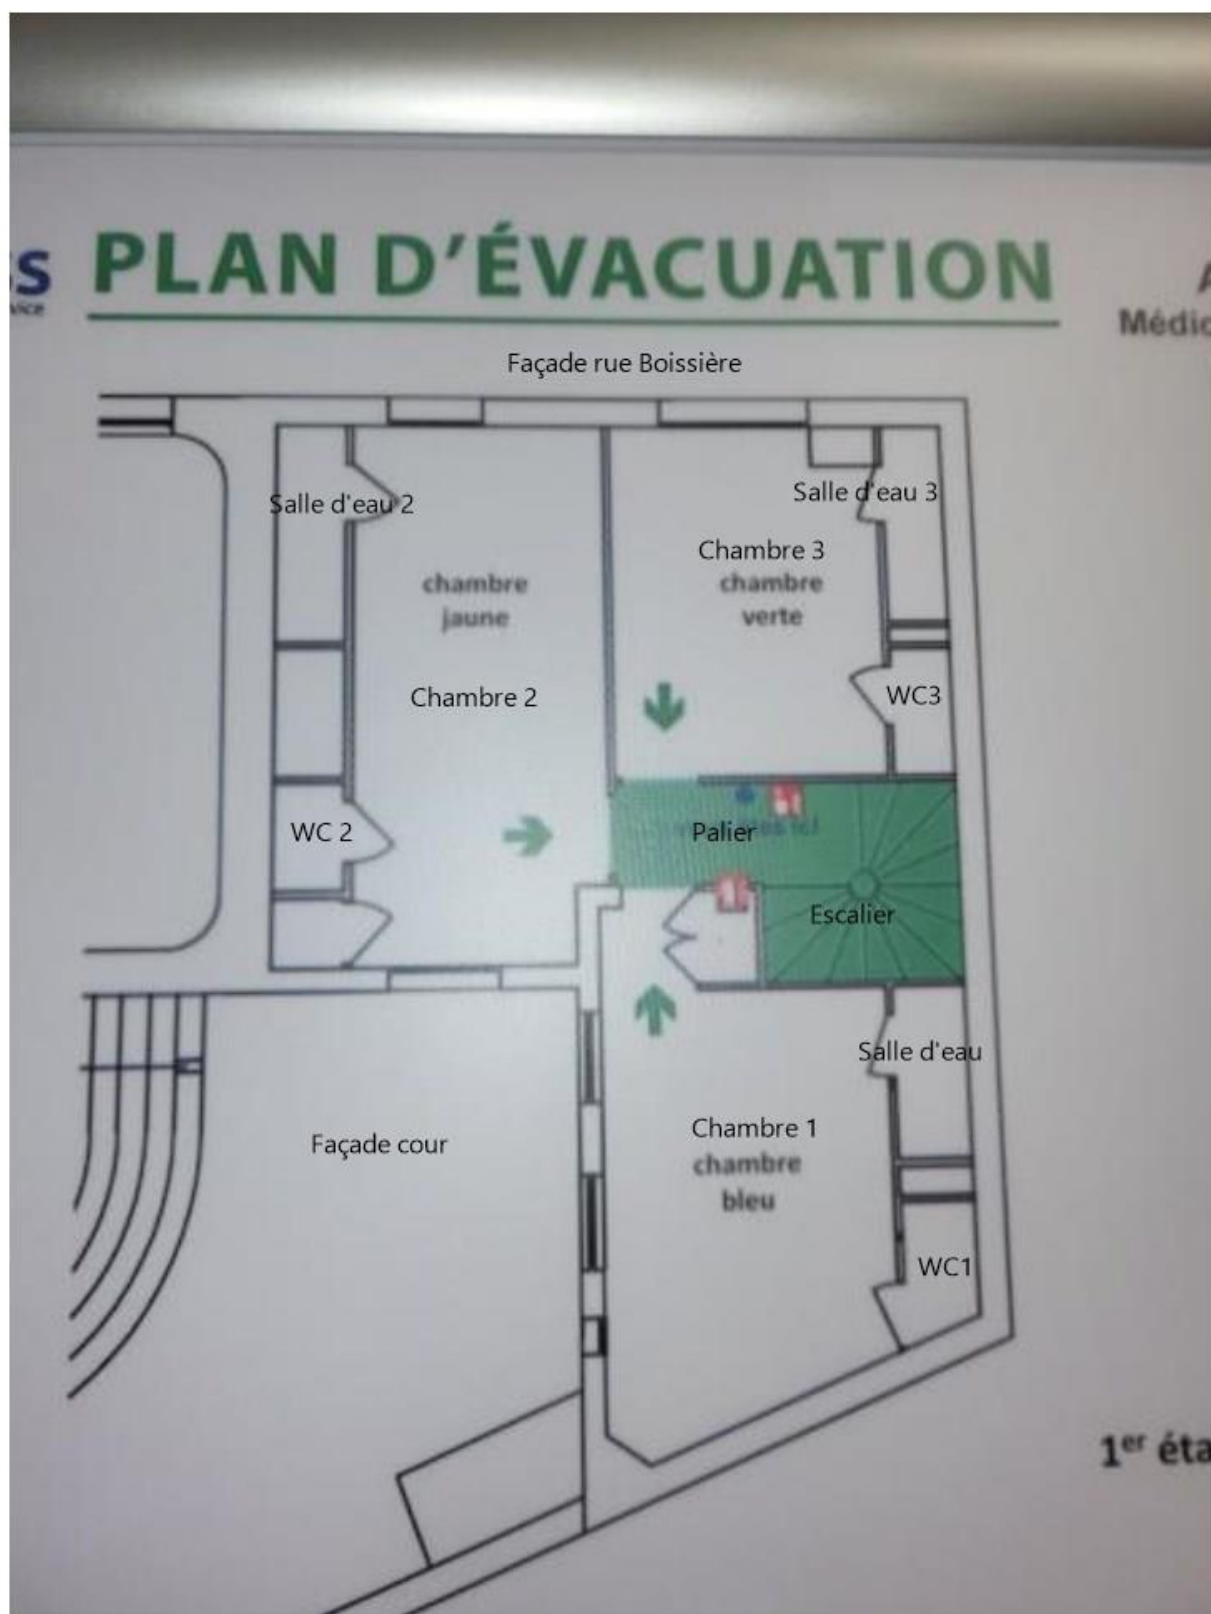 PLAN D'ÉVACUATION
Façade rue Boissière
Salle d'eau 2
Salle d'eau 3
Chambre 3
chambre
jaune
chambre
verte
Chambre 2
WC3
WC 2
Palier
Escalier
Salle d'eau
Façade cour
Chambre 1
chambre
bleu
WC1
1er éta